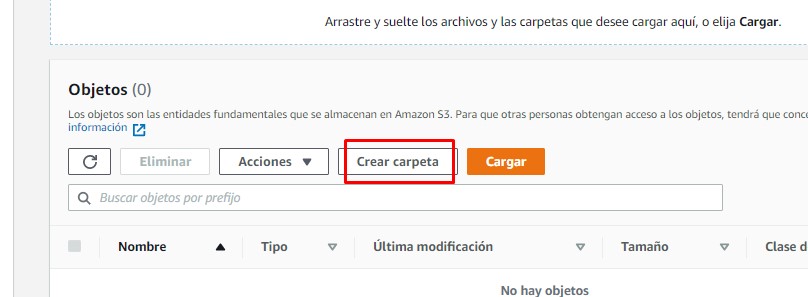 Arrastre y suelte los archivos y las carpetas que desee cargar aquí, o elija Cargar.
Objetos (0)
Los objetos son las entidades fundamentales que se almacenan en Amazon S3. Para que otras personas obtengan acceso a los objetos, tendrá que conce
información
Eliminar Acciones Crear carpeta Cargar
Buscar objetos por prefijo
Nombre Tipo Última modificación Tamaño Clase d
No hay objetos